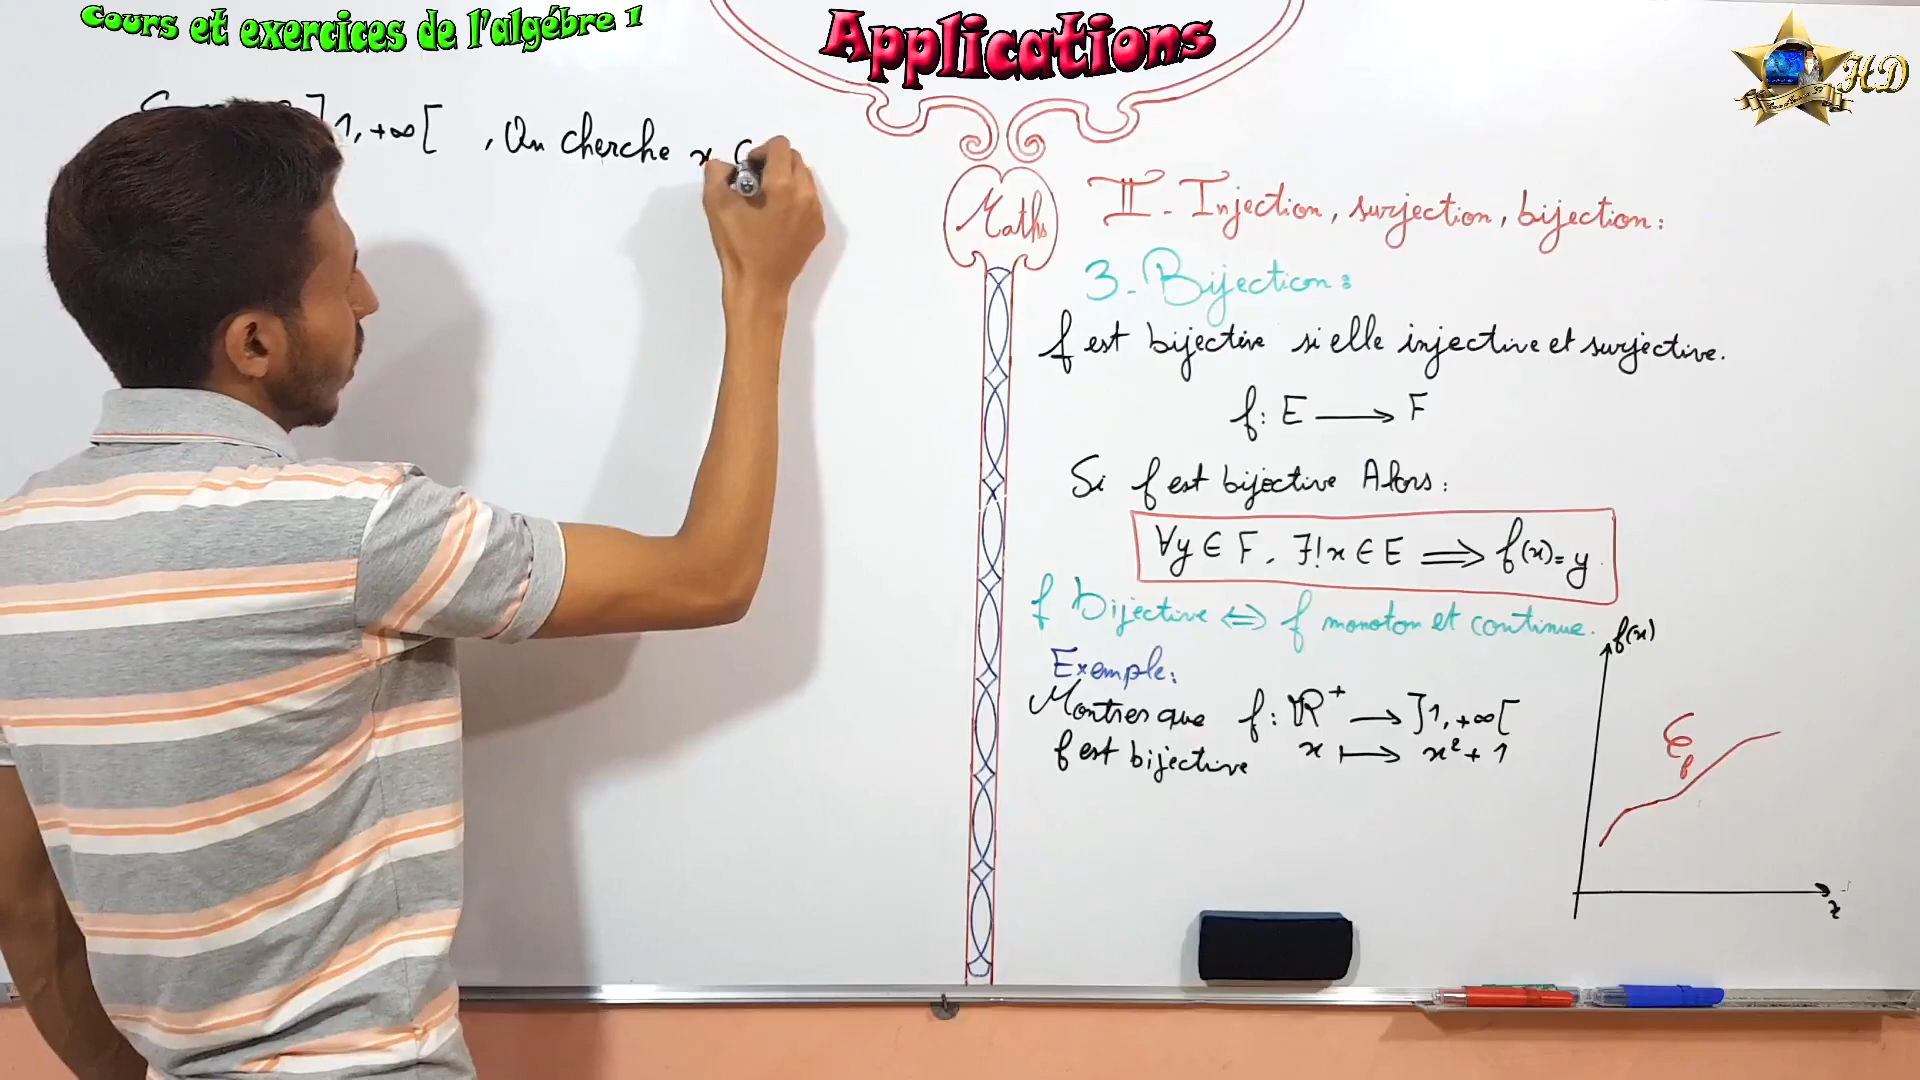 Cours et exercices de l'algébre 1
Applications
HD
1, +∞[ , On cherche x
Maths
II - Injection, surjection, bijection :
3 - Bijection :
f est bijective si elle injective et surjective.
f : E ⟶ F
Si f est bijective Alors :
∀y ∈ F, ∃!x ∈ E ⟹ f(x) = y.
f Bijective ⇔ f monoton et continue.
Exemple :
Montrer que f : ℝ⁺ ⟶ ]1, +∞[
f est bijective x ⟼ x² + 1
f(x)